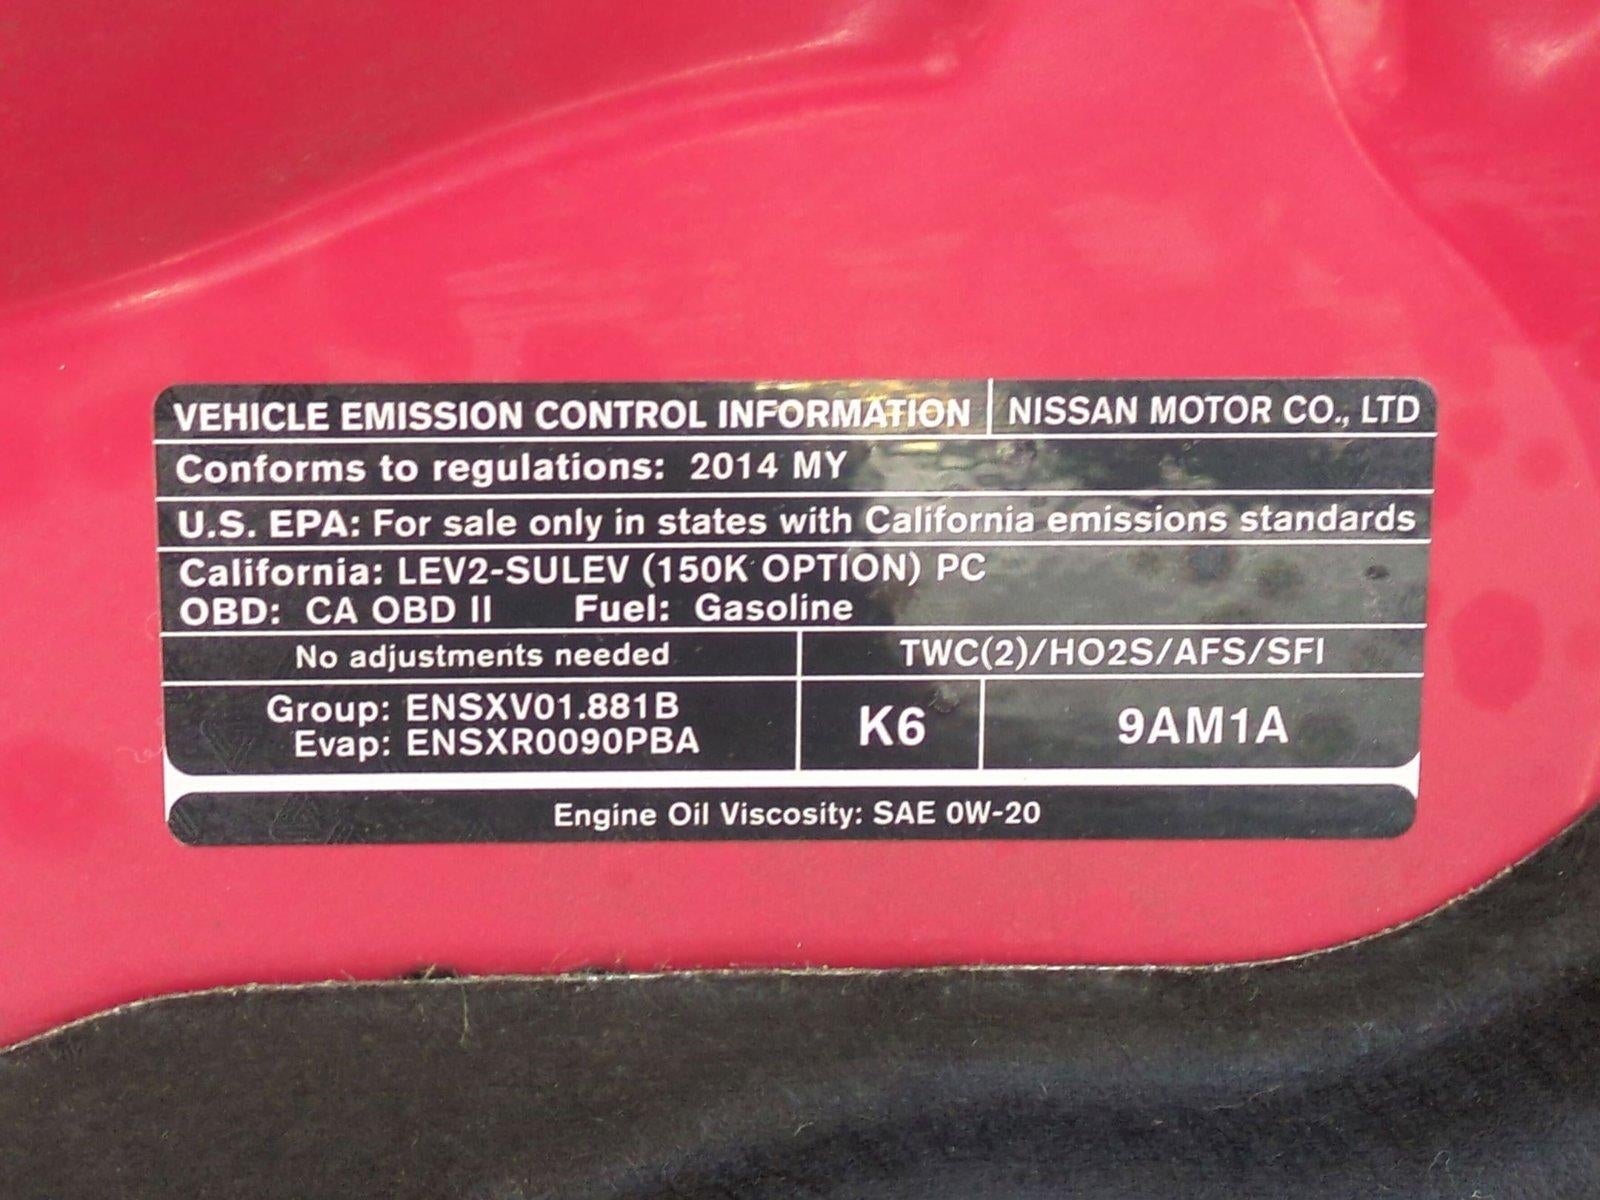 VEHICLE EMISSION CONTROL INFORMATION NISSAN MOTOR CO., LTD
Conforms to regulations: 2014 MY
U.S. EPA: For sale only in states with California emissions standards
California: LEV2-SULEV (150K OPTION) PC
OBD: CA OBD II Fuel: Gasoline
No adjustments needed TWC(2)/HO2S/AFS/SFI
Group: ENSXV01.881B
Evap: ENSXR0090PBA
K6 9AM1A
Engine Oil Viscosity: SAE 0W-20